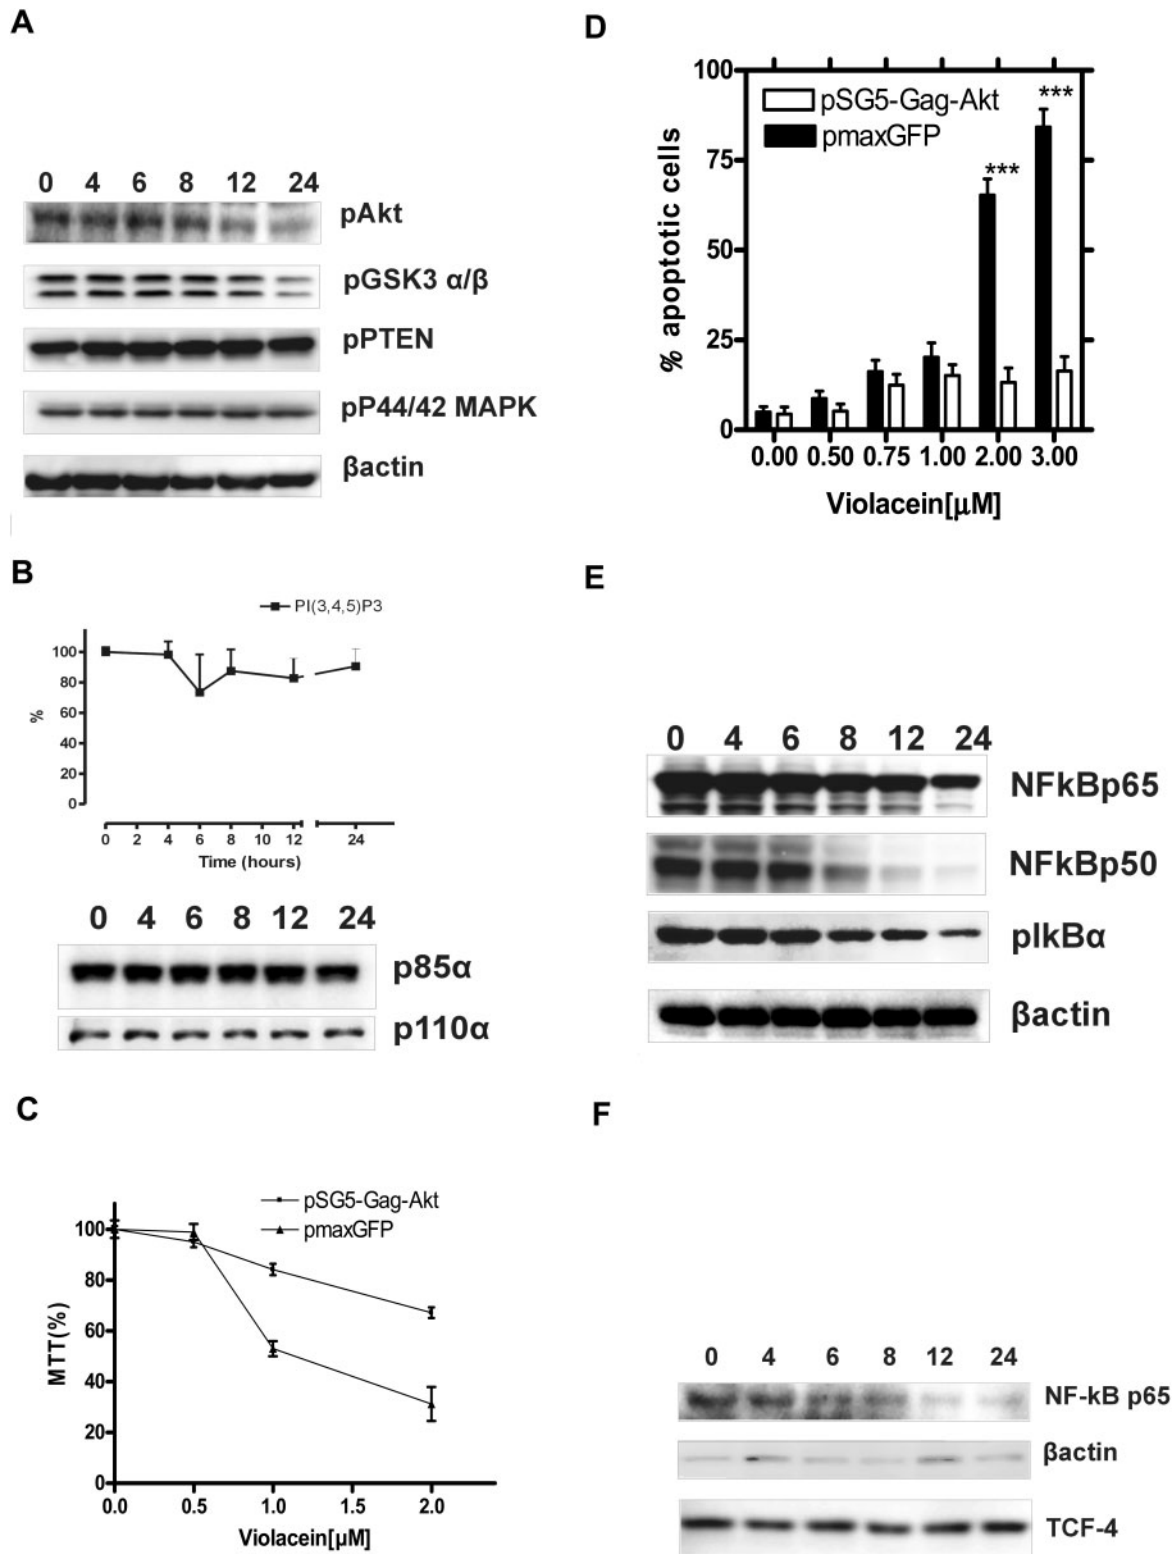 A
0 4 6 8 12 24
pAkt
pGSK3 α/β
pPTEN
pP44/42 MAPK
βactin
B
PI(3,4,5)P3
100
80
60
40
20
0
%
0 2 4 6 8 10 12 24
Time (hours)
0 4 6 8 12 24
p85α
p110α
C
pSG5-Gag-Akt
pmaxGFP
100
80
60
40
20
0
MTT(%)
0.0 0.5 1.0 1.5 2.0
Violacein[μM]
D
pSG5-Gag-Akt
pmaxGFP
***
***
100
75
50
25
0
% apoptotic cells
0.00 0.50 0.75 1.00 2.00 3.00
Violacein[μM]
E
0 4 6 8 12 24
NFkBp65
NFkBp50
pIkBα
βactin
F
0 4 6 8 12 24
NF-kB p65
βactin
TCF-4